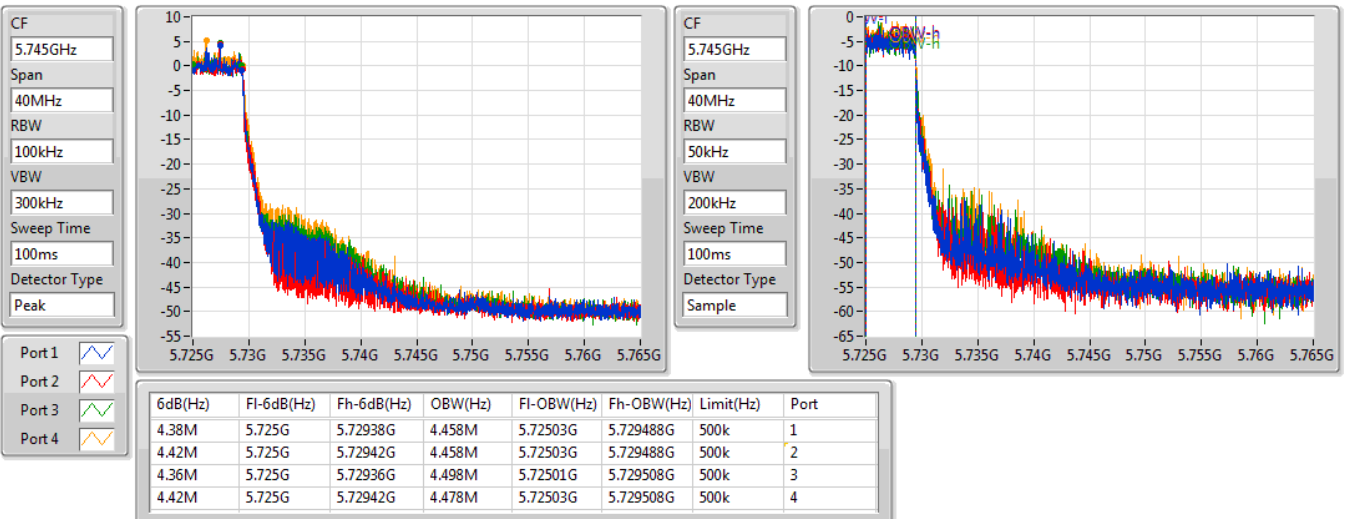 CF
5.745GHz
Span
40MHz
RBW
100kHz
VBW
300kHz
Sweep Time
100ms
Detector Type
Peak
10
5
0
-5
-10
-15
-20
-25
-30
-35
-40
-45
-50
-55
5.725G 5.73G 5.735G 5.74G 5.745G 5.75G 5.755G 5.76G 5.765G
CF
5.745GHz
Span
40MHz
RBW
50kHz
VBW
200kHz
Sweep Time
100ms
Detector Type
Sample
0
-5
-10
-15
-20
-25
-30
-35
-40
-45
-50
-55
-60
-65
5.725G 5.73G 5.735G 5.74G 5.745G 5.75G 5.755G 5.76G 5.765G
Port 1
Port 2
Port 3
Port 4
6dB(Hz) Fl-6dB(Hz) Fh-6dB(Hz) OBW(Hz) Fl-OBW(Hz) Fh-OBW(Hz) Limit(Hz) Port
4.38M 5.725G 5.72938G 4.458M 5.72503G 5.729488G 500k 1
4.42M 5.725G 5.72942G 4.458M 5.72503G 5.729488G 500k 2
4.36M 5.725G 5.72936G 4.498M 5.72501G 5.729508G 500k 3
4.42M 5.725G 5.72942G 4.478M 5.72503G 5.729508G 500k 4